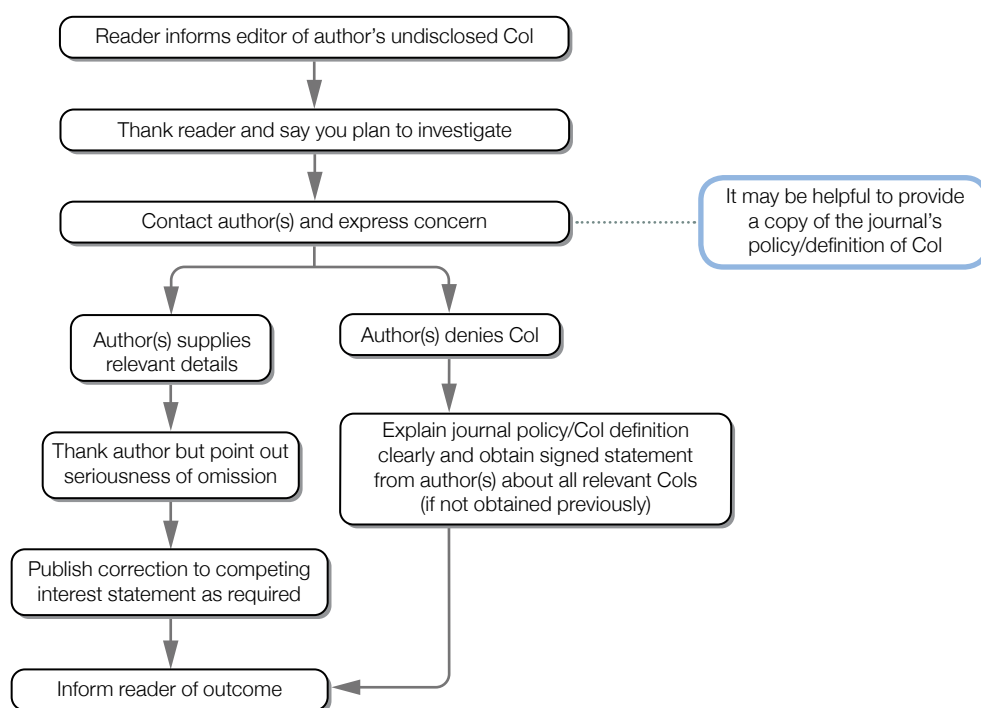 Reader informs editor of author's undisclosed CoI
Thank reader and say you plan to investigate
Contact author(s) and express concern
It may be helpful to provide
a copy of the journal's
policy/definition of CoI
Author(s) supplies
relevant details
Author(s) denies CoI
Thank author but point out
seriousness of omission
Explain journal policy/CoI definition
clearly and obtain signed statement
from author(s) about all relevant CoIs
(if not obtained previously)
Publish correction to competing
interest statement as required
Inform reader of outcome